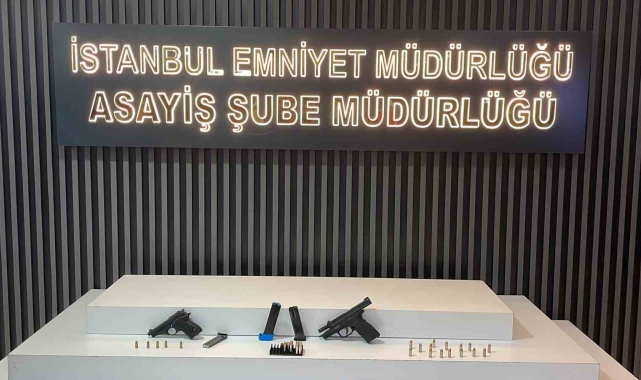 İSTANBUL EMNİYET MÜDÜRLÜĞÜ
ASAYİŞ ŞUBE MÜDÜRLÜĞÜ